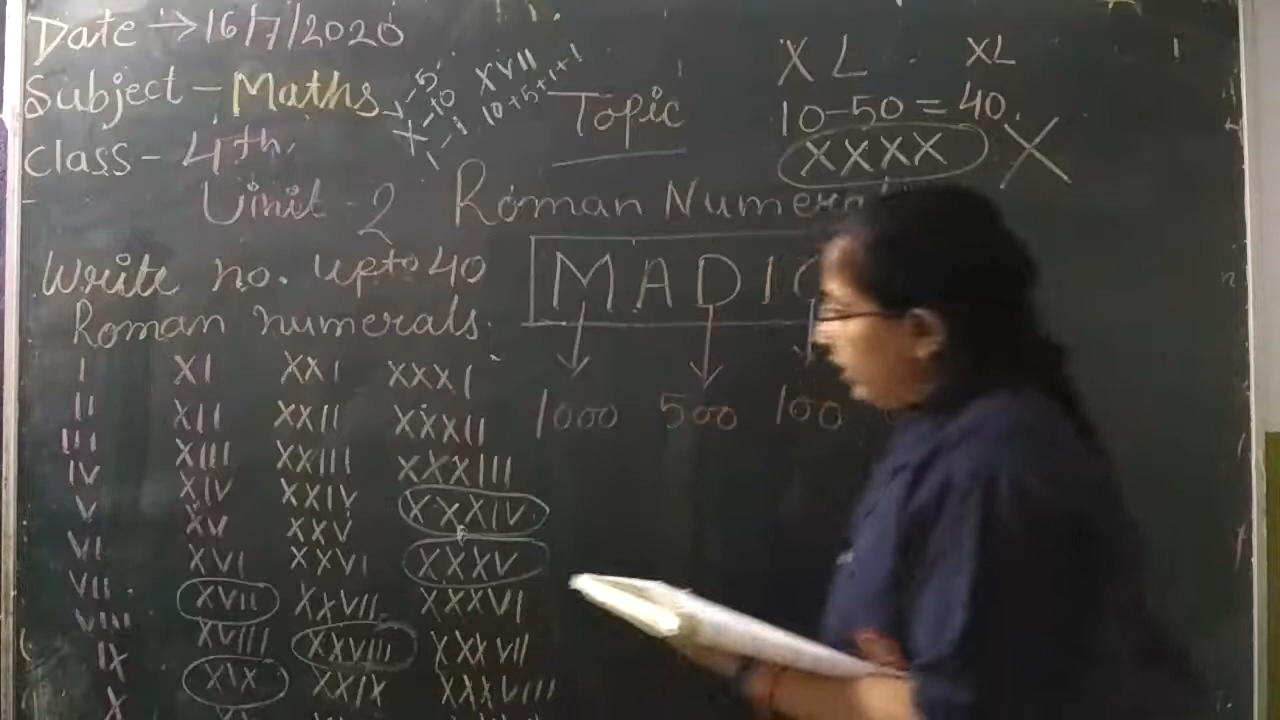 Date → 16/7/2020
Subject - Maths
Class - 4th.
V - 5
X - 10
I - 1
XVII
10+5+1+1
Topic
X L XL
10-50 = 40.
XXXX X
Unit - 2 Roman Numera
Write no. upto 40
Roman numerals.
MADIC
1000 500 100
I XI XXI XXXI
II XII XXII XXXII
III XIII XXIII XXXIII
IV XIV XXIV XXXIV
V XV XXV XXXV
VI XVI XXVI XXXVI
VII XVII XXVII XXXVII
VIII XVIII XXVIII XXXVIII
IX XIX XXIX
X